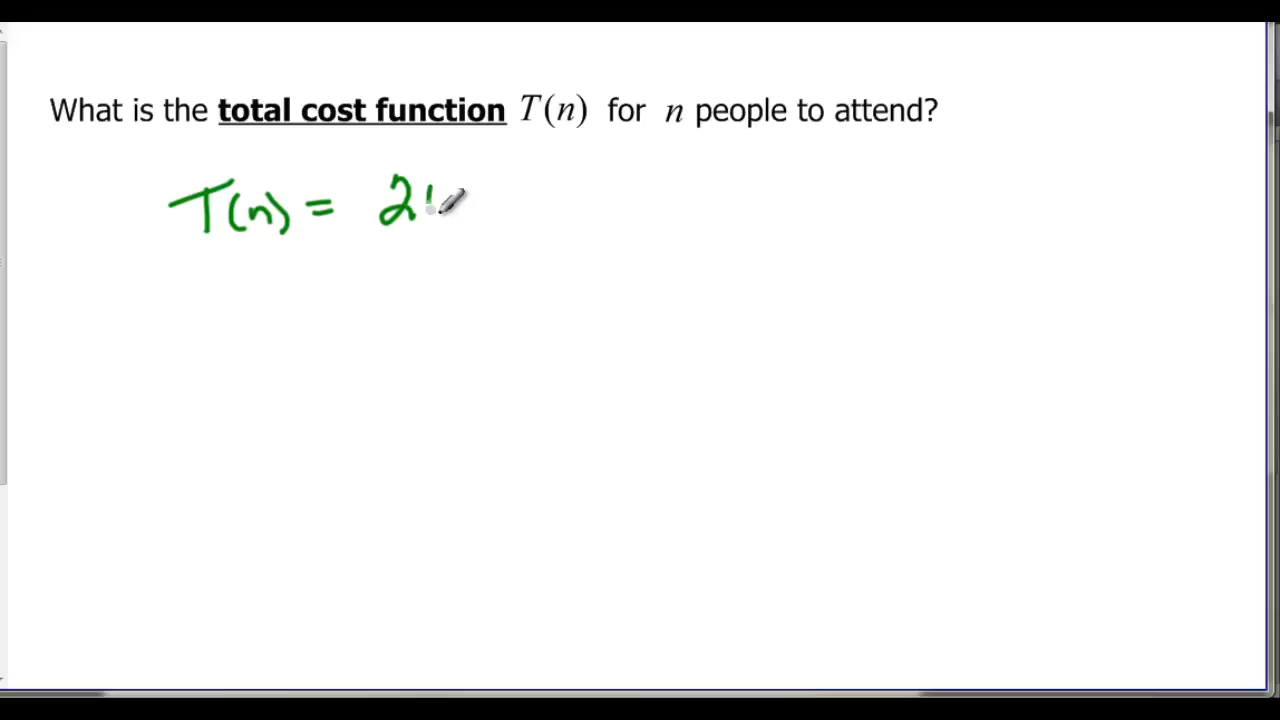 What is the total cost function T(n) for n people to attend?
T(n) = 2